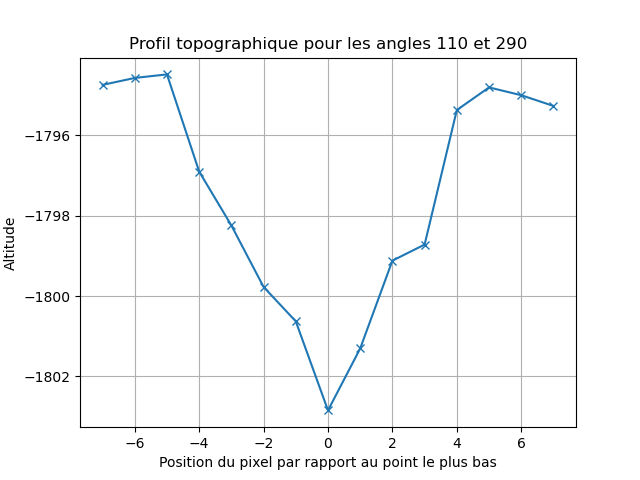 Profil topographique pour les angles 110 et 290
Altitude
−1796
−1798
−1800
−1802
−6 −4 −2 0 2 4 6
Position du pixel par rapport au point le plus bas